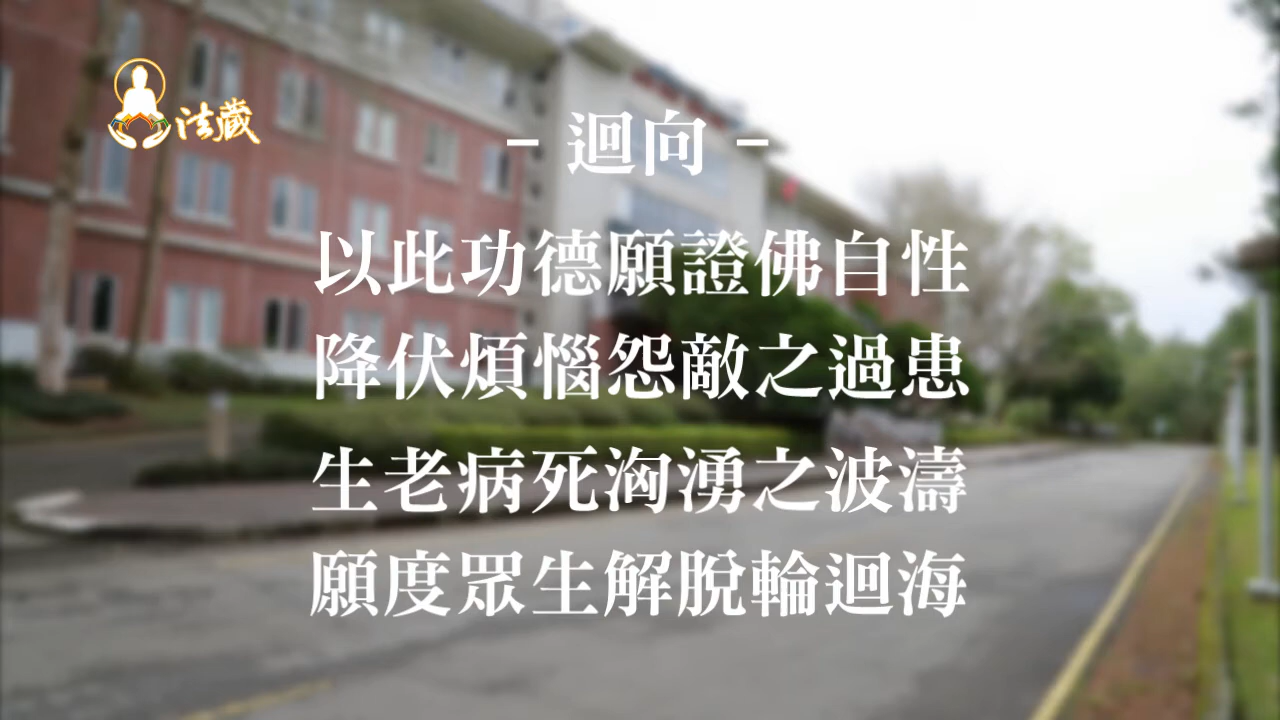 法藏
- 迴向 -
以此功德願證佛自性
降伏煩惱怨敵之過患
生老病死洶湧之波濤
願度眾生解脫輪迴海